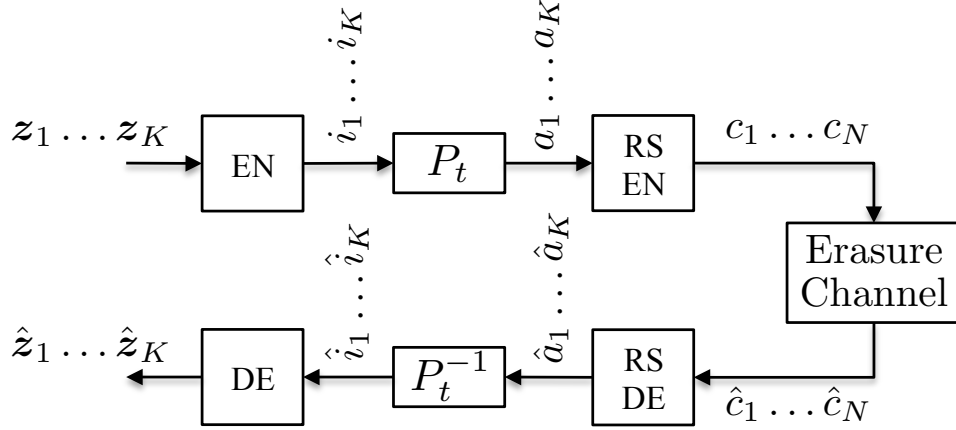 𝒛₁ … 𝒛_K
EN
i₁ … i_K
P_t
a₁ … a_K
RS
EN
c₁ … c_N
Erasure
Channel
ĉ₁ … ĉ_N
RS
DE
â₁ … â_K
P_t^{-1}
î₁ … î_K
DE
𝒛̂₁ … 𝒛̂_K